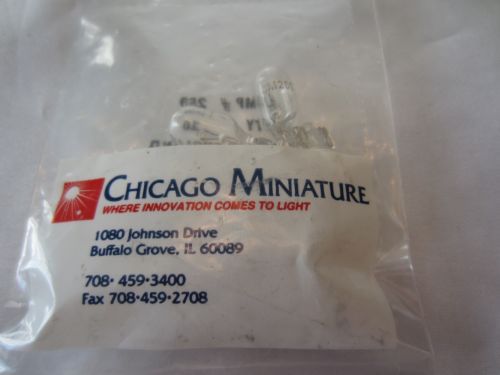 CHICAGO MINIATURE
WHERE INNOVATION COMES TO LIGHT
1080 Johnson Drive
Buffalo Grove, IL 60089
708• 459•3400
Fax 708•459•2708